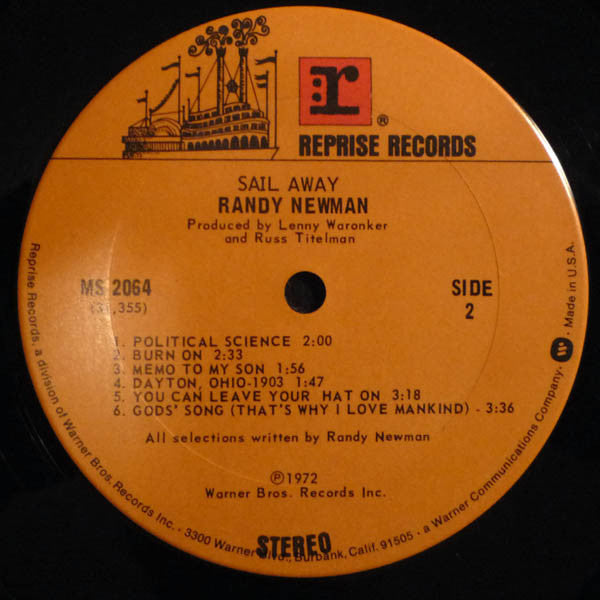 r
®
REPRISE RECORDS
SAIL AWAY
RANDY NEWMAN
Produced by Lenny Waronker
and Russ Titelman
MS 2064
(31,355)
SIDE
2
1. POLITICAL SCIENCE 2:00
2. BURN ON 2:33
3. MEMO TO MY SON 1:56
4. DAYTON, OHIO-1903 1:47
5. YOU CAN LEAVE YOUR HAT ON 3:18
6. GODS' SONG (THAT'S WHY I LOVE MANKIND) - 3:36
All selections written by Randy Newman
Ⓟ1972
Warner Bros. Records Inc.
STEREO
Reprise Records, a division of Warner Bros. Records Inc. · 3300 Warner Blvd., Burbank, Calif. 91505 · a Warner Communications Company · Made in U.S.A.